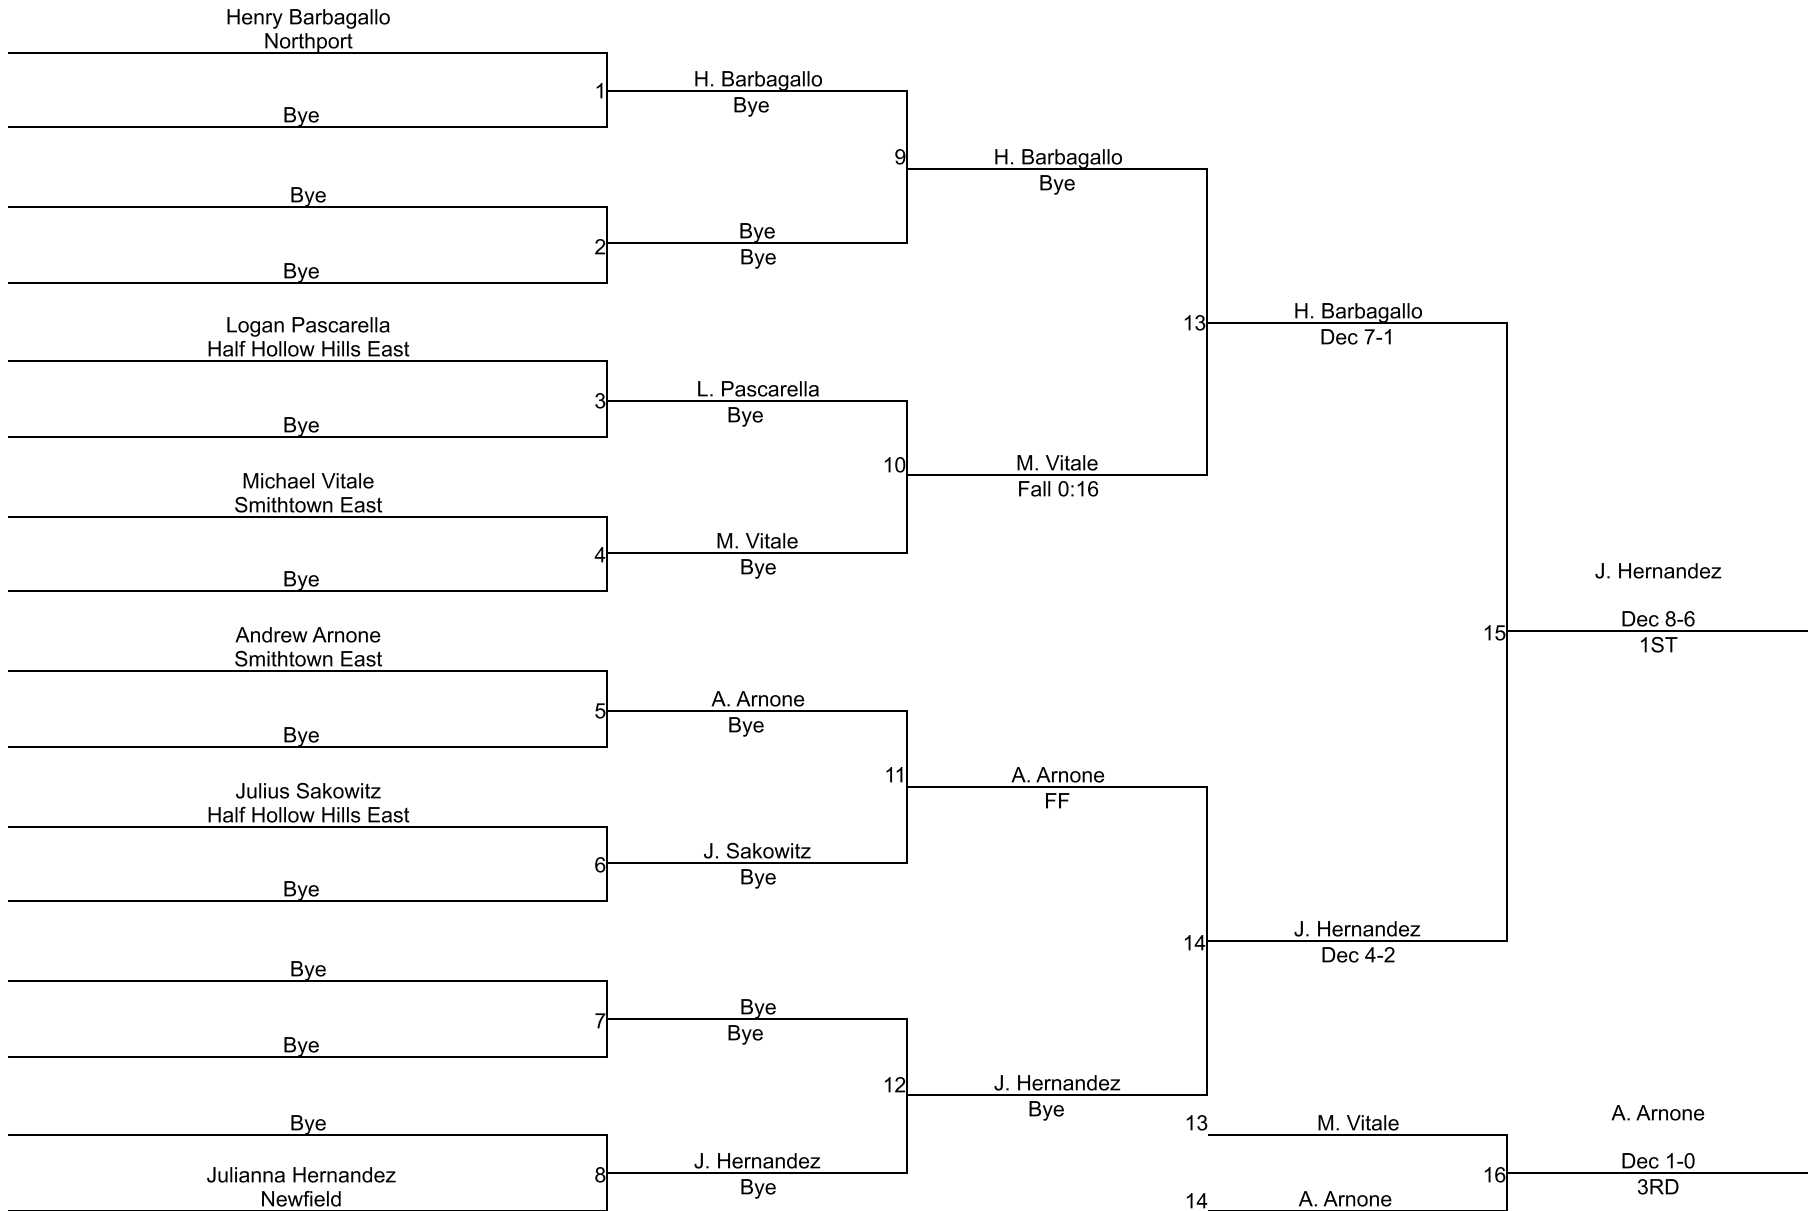 Henry Barbagallo
Northport
1
Bye
H. Barbagallo
Bye
9
Bye
2
Bye
Bye
Bye
H. Barbagallo
Bye
Logan Pascarella
Half Hollow Hills East
3
Bye
L. Pascarella
Bye
10
Michael Vitale
Smithtown East
4
Bye
M. Vitale
Bye
M. Vitale
Fall 0:16
13
H. Barbagallo
Dec 7-1
Andrew Arnone
Smithtown East
5
Bye
A. Arnone
Bye
11
Julius Sakowitz
Half Hollow Hills East
6
Bye
J. Sakowitz
Bye
A. Arnone
FF
Bye
7
Bye
Bye
Bye
12
Bye
8
Julianna Hernandez
Newfield
J. Hernandez
Bye
J. Hernandez
Bye
14
J. Hernandez
Dec 4-2
15
J. Hernandez
Dec 8-6
1ST
13
M. Vitale
14
A. Arnone
16
A. Arnone
Dec 1-0
3RD